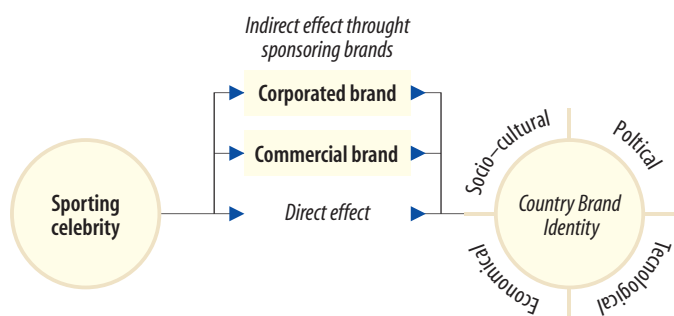 Indirect effect throught
sponsoring brands
Corporated brand
Commercial brand
Direct effect
Sporting
celebrity
Socio–cultural
Poltical
Country Brand
Identity
Economical
Tecnological